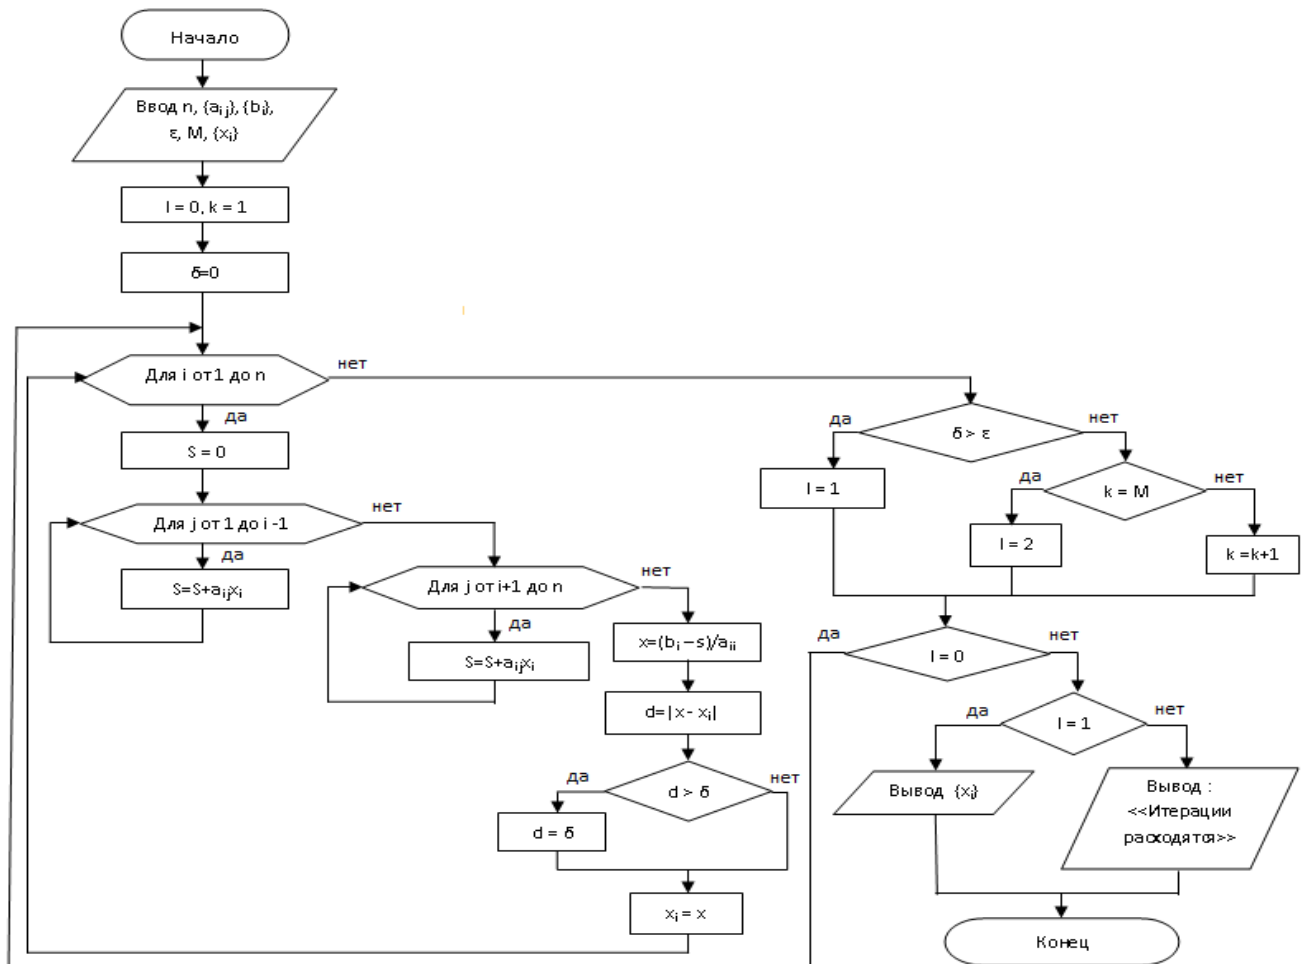 Начало
Ввод n, {aij}, {bi},
ε, M, {xi}
l = 0, k = 1
δ=0
Для i от 1 до n
нет
да
S = 0
Для j от 1 до i -1
нет
да
S=S+aijxi
Для j от i+1 до n
нет
да
S=S+aijxi
x=(bi – s)/aii
d=|x - xi|
d > δ
да
нет
d = δ
xi = x
δ > ε
да
нет
l = 1
k = M
да
нет
l = 2
k =k+1
l = 0
да
нет
l = 1
да
нет
Вывод {xi}
Вывод :
<<Итерации
расходятся>>
Конец